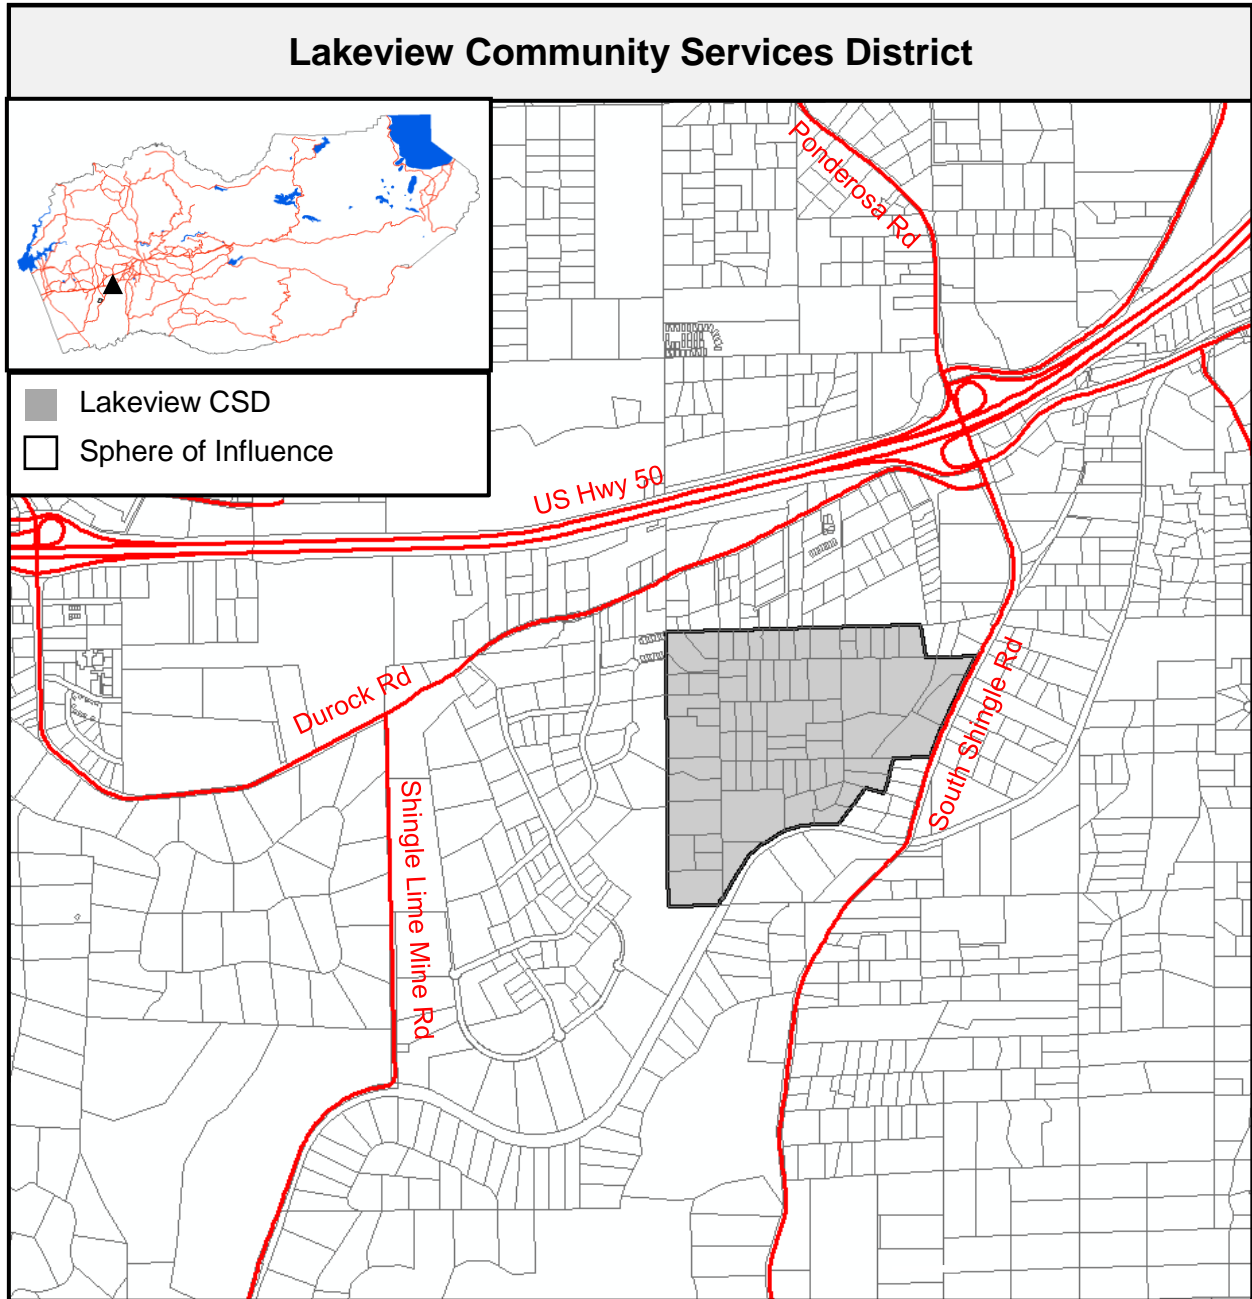 Lakeview Community Services District
Lakeview CSD
Sphere of Influence
Ponderosa Rd
US Hwy 50
Durock Rd
South Shingle Rd
Shingle Lime Mine Rd